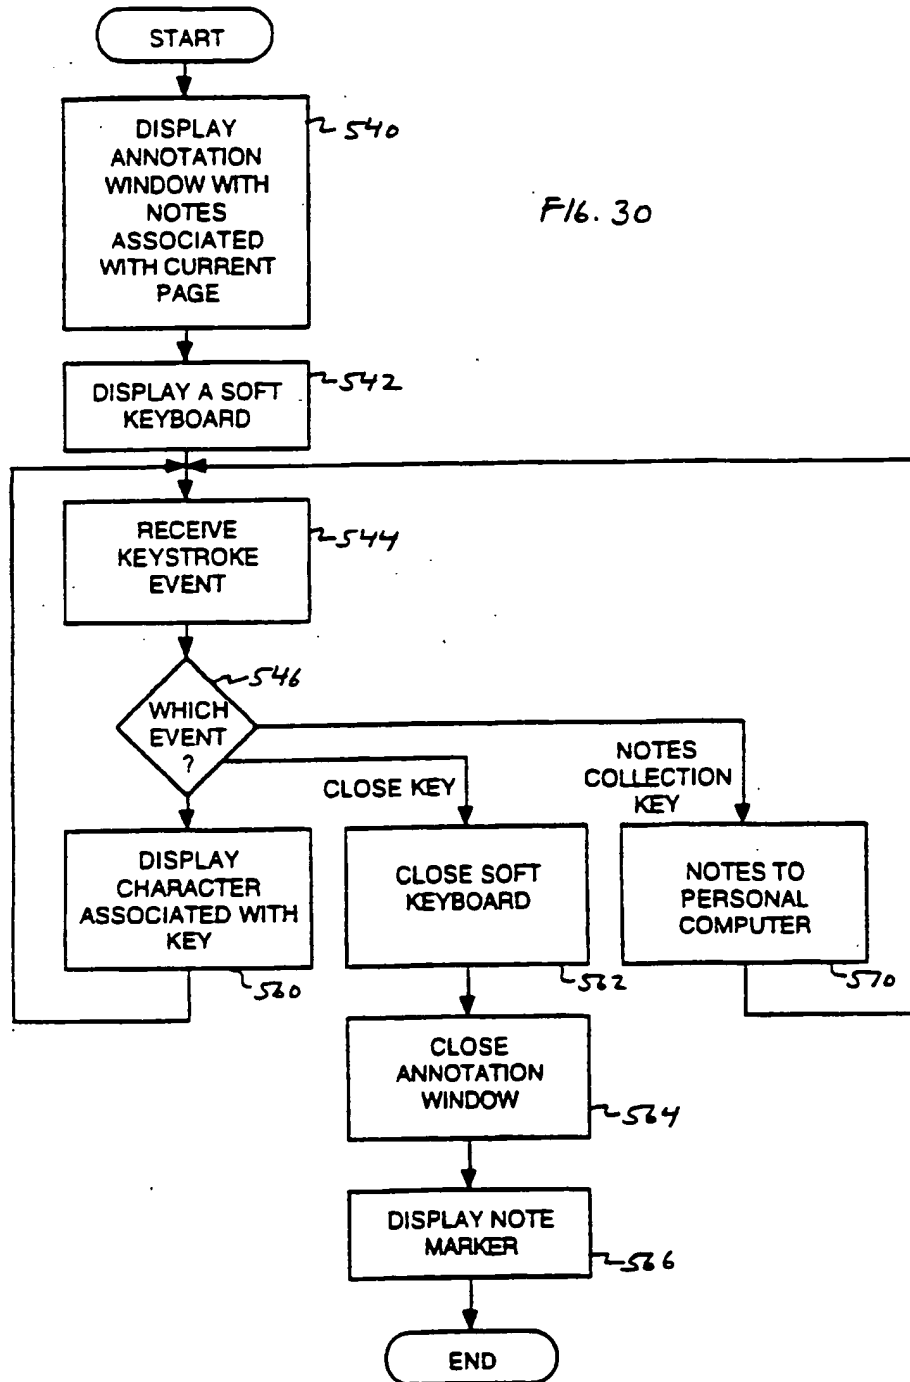 START
DISPLAY
ANNOTATION
WINDOW WITH
NOTES
ASSOCIATED
WITH CURRENT
PAGE
540
FIG. 30
DISPLAY A SOFT
KEYBOARD
542
RECEIVE
KEYSTROKE
EVENT
544
WHICH
EVENT
?
546
CLOSE KEY
NOTES
COLLECTION
KEY
DISPLAY
CHARACTER
ASSOCIATED WITH
KEY
560
CLOSE SOFT
KEYBOARD
562
NOTES TO
PERSONAL
COMPUTER
570
CLOSE
ANNOTATION
WINDOW
564
DISPLAY NOTE
MARKER
566
END